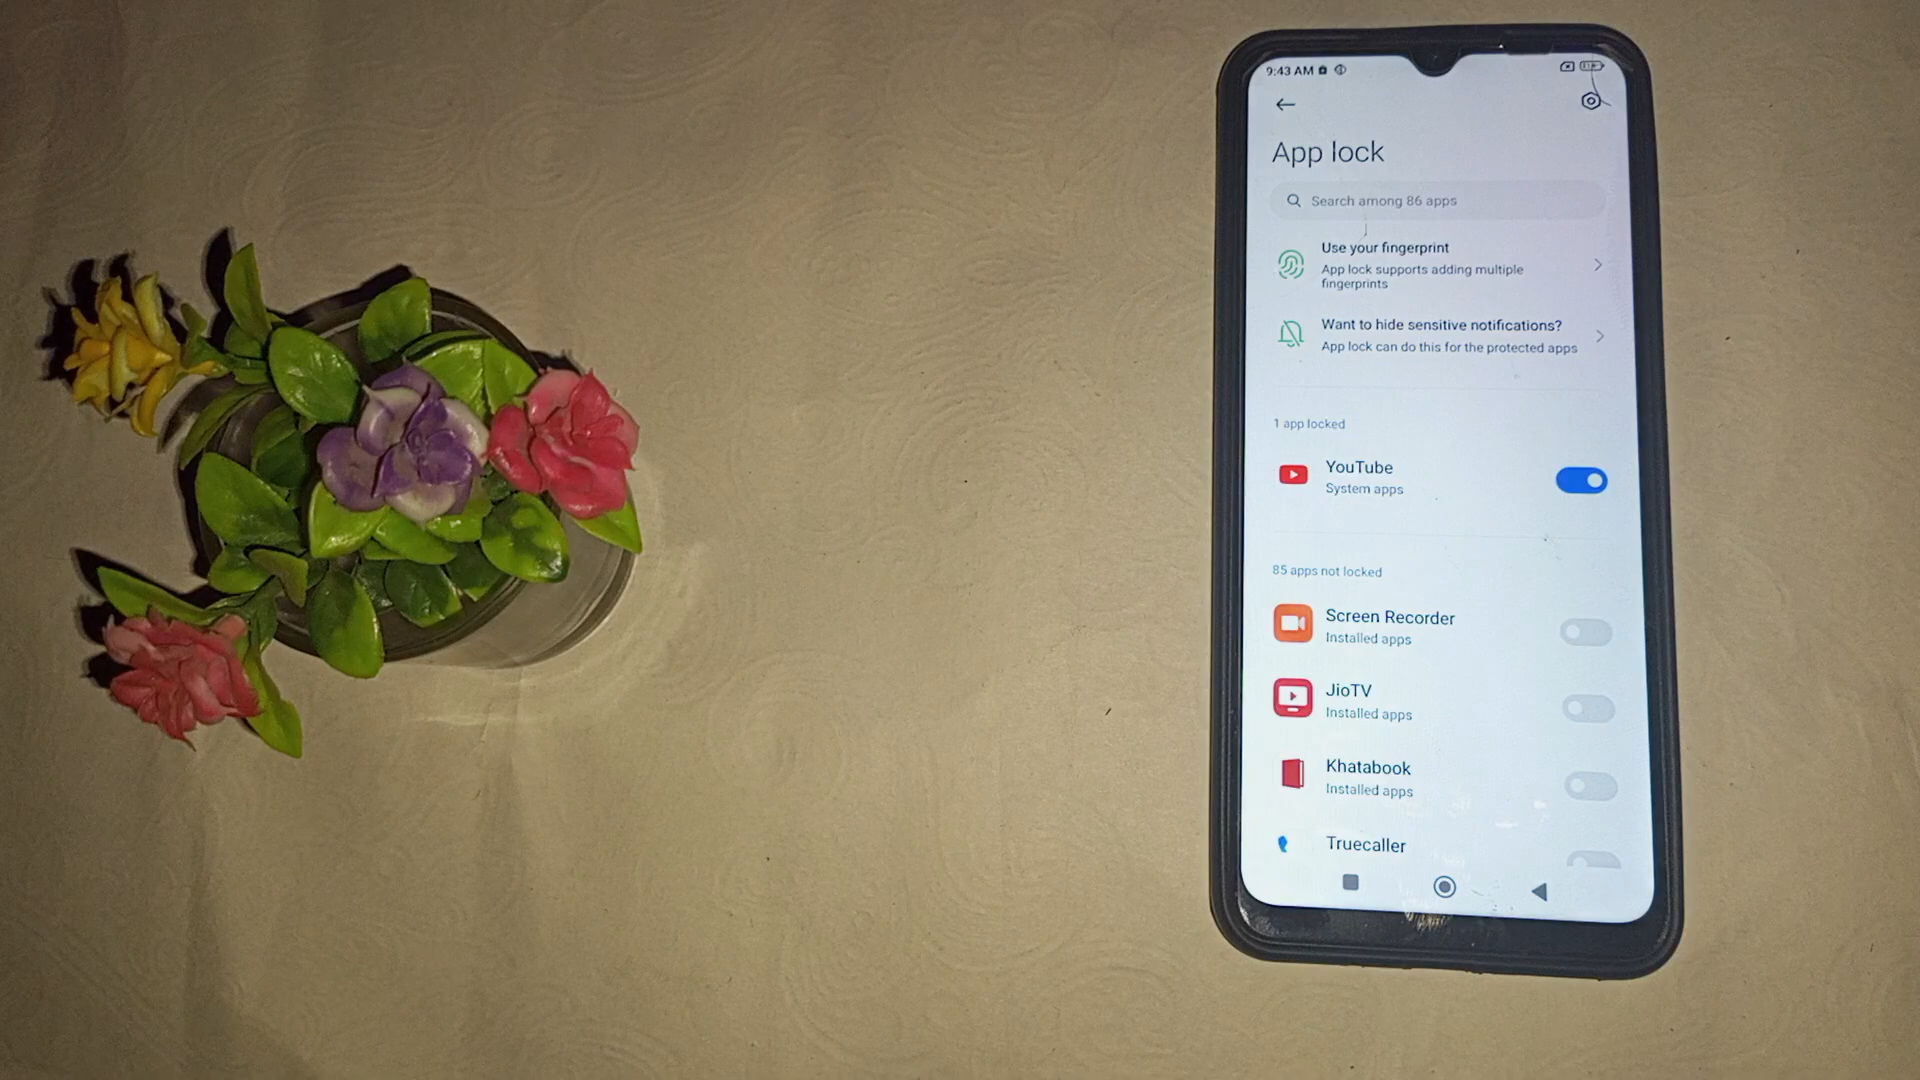 9:43 AM
App lock
Search among 86 apps
Use your fingerprint
App lock supports adding multiple
fingerprints
Want to hide sensitive notifications?
App lock can do this for the protected apps
1 app locked
YouTube
System apps
85 apps not locked
Screen Recorder
Installed apps
JioTV
Installed apps
Khatabook
Installed apps
Truecaller